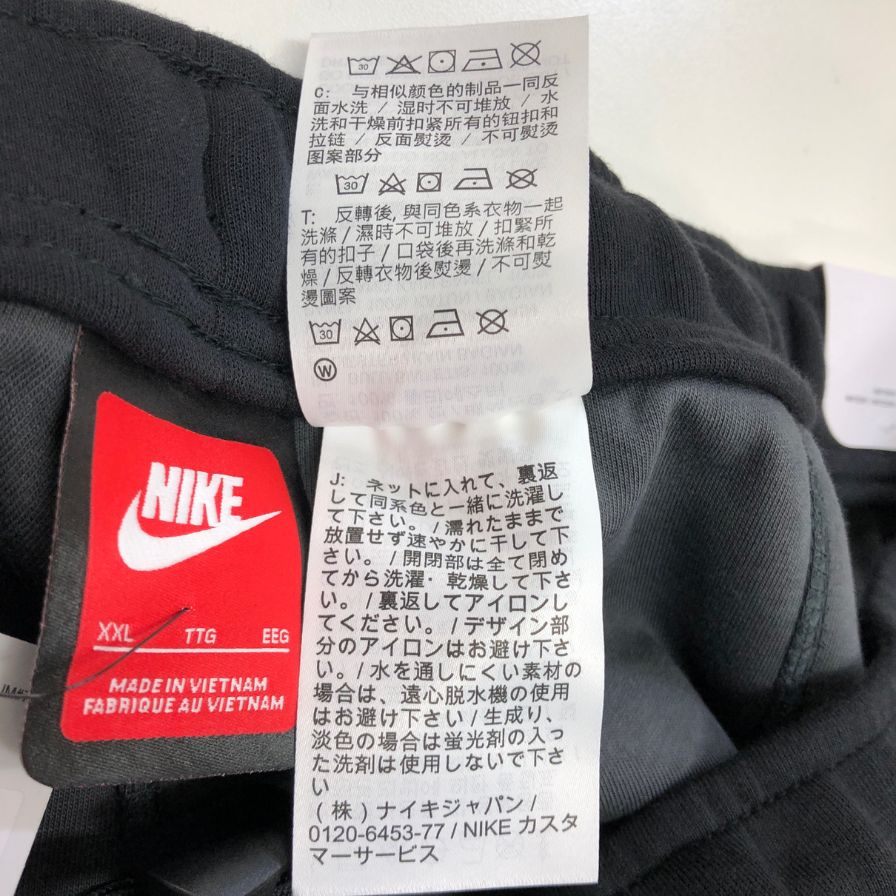 30
C: 与相似颜色的制品一同反
面水洗 / 湿时不可堆放 / 水
洗和干燥前扣紧所有的钮扣和
拉链 / 反面熨烫 / 不可熨烫
图案部分
30
T: 反轉後, 與同色系衣物一起
洗滌 / 濕時不可堆放 / 扣緊所
有的扣子 / 口袋後再洗滌和乾
燥 / 反轉衣物後熨燙 / 不可熨
燙圖案
30
W
NIKE
XXL TTG EEG
MADE IN VIETNAM
FABRIQUE AU VIETNAM
J: ネットに入れて、裏返
して同系色と一緒に洗濯し
て下さい。/ 濡れたままで
放置せず速やかに干して下
さい。/ 開閉部は全て閉め
てから洗濯・乾燥して下さ
い。/ 裏返してアイロンし
てください。/ デザイン部
分のアイロンはお避け下さ
い。/ 水を通しにくい素材の
場合は、遠心脱水機の使用
はお避け下さい / 生成り、
淡色の場合は蛍光剤の入っ
た洗剤は使用しないで下さ
い
(株) ナイキジャパン /
0120-6453-77 / NIKE カスタ
マーサービス